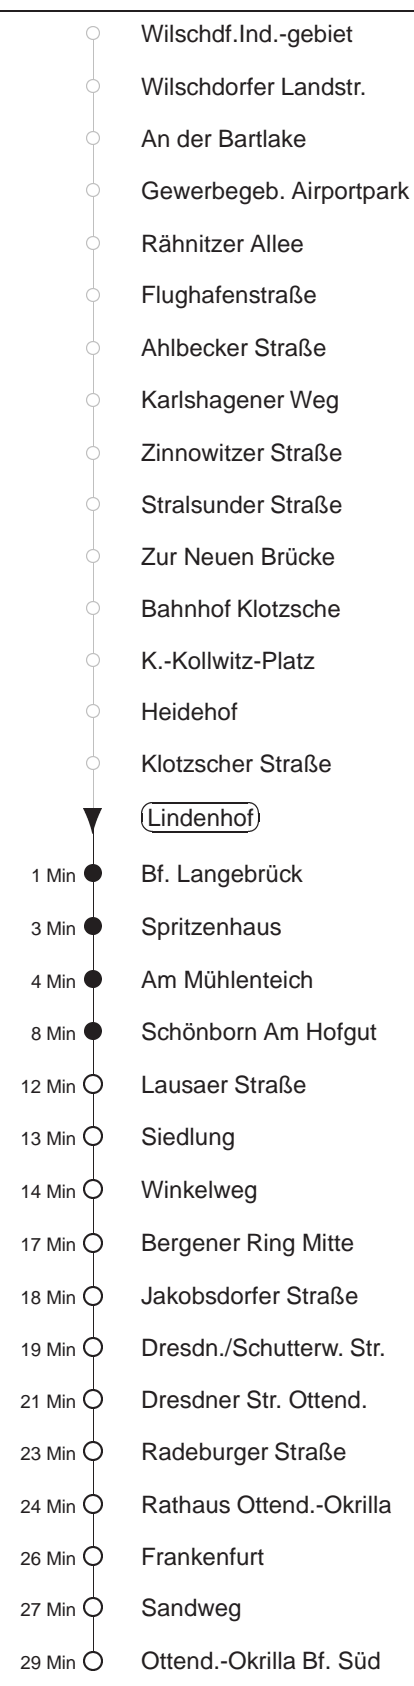 Wilschdf.Ind.-gebiet
Wilschdorfer Landstr.
An der Bartlake
Gewerbegeb. Airportpark
Rähnitzer Allee
Flughafenstraße
Ahlbecker Straße
Karlshagener Weg
Zinnowitzer Straße
Stralsunder Straße
Zur Neuen Brücke
Bahnhof Klotzsche
K.-Kollwitz-Platz
Heidehof
Klotzscher Straße
Lindenhof
1 Min Bf. Langebrück
3 Min Spritzenhaus
4 Min Am Mühlenteich
8 Min Schönborn Am Hofgut
12 Min Lausaer Straße
13 Min Siedlung
14 Min Winkelweg
17 Min Bergener Ring Mitte
18 Min Jakobsdorfer Straße
19 Min Dresdn./Schutterw. Str.
21 Min Dresdner Str. Ottend.
23 Min Radeburger Straße
24 Min Rathaus Ottend.-Okrilla
26 Min Frankenfurt
27 Min Sandweg
29 Min Ottend.-Okrilla Bf. Süd